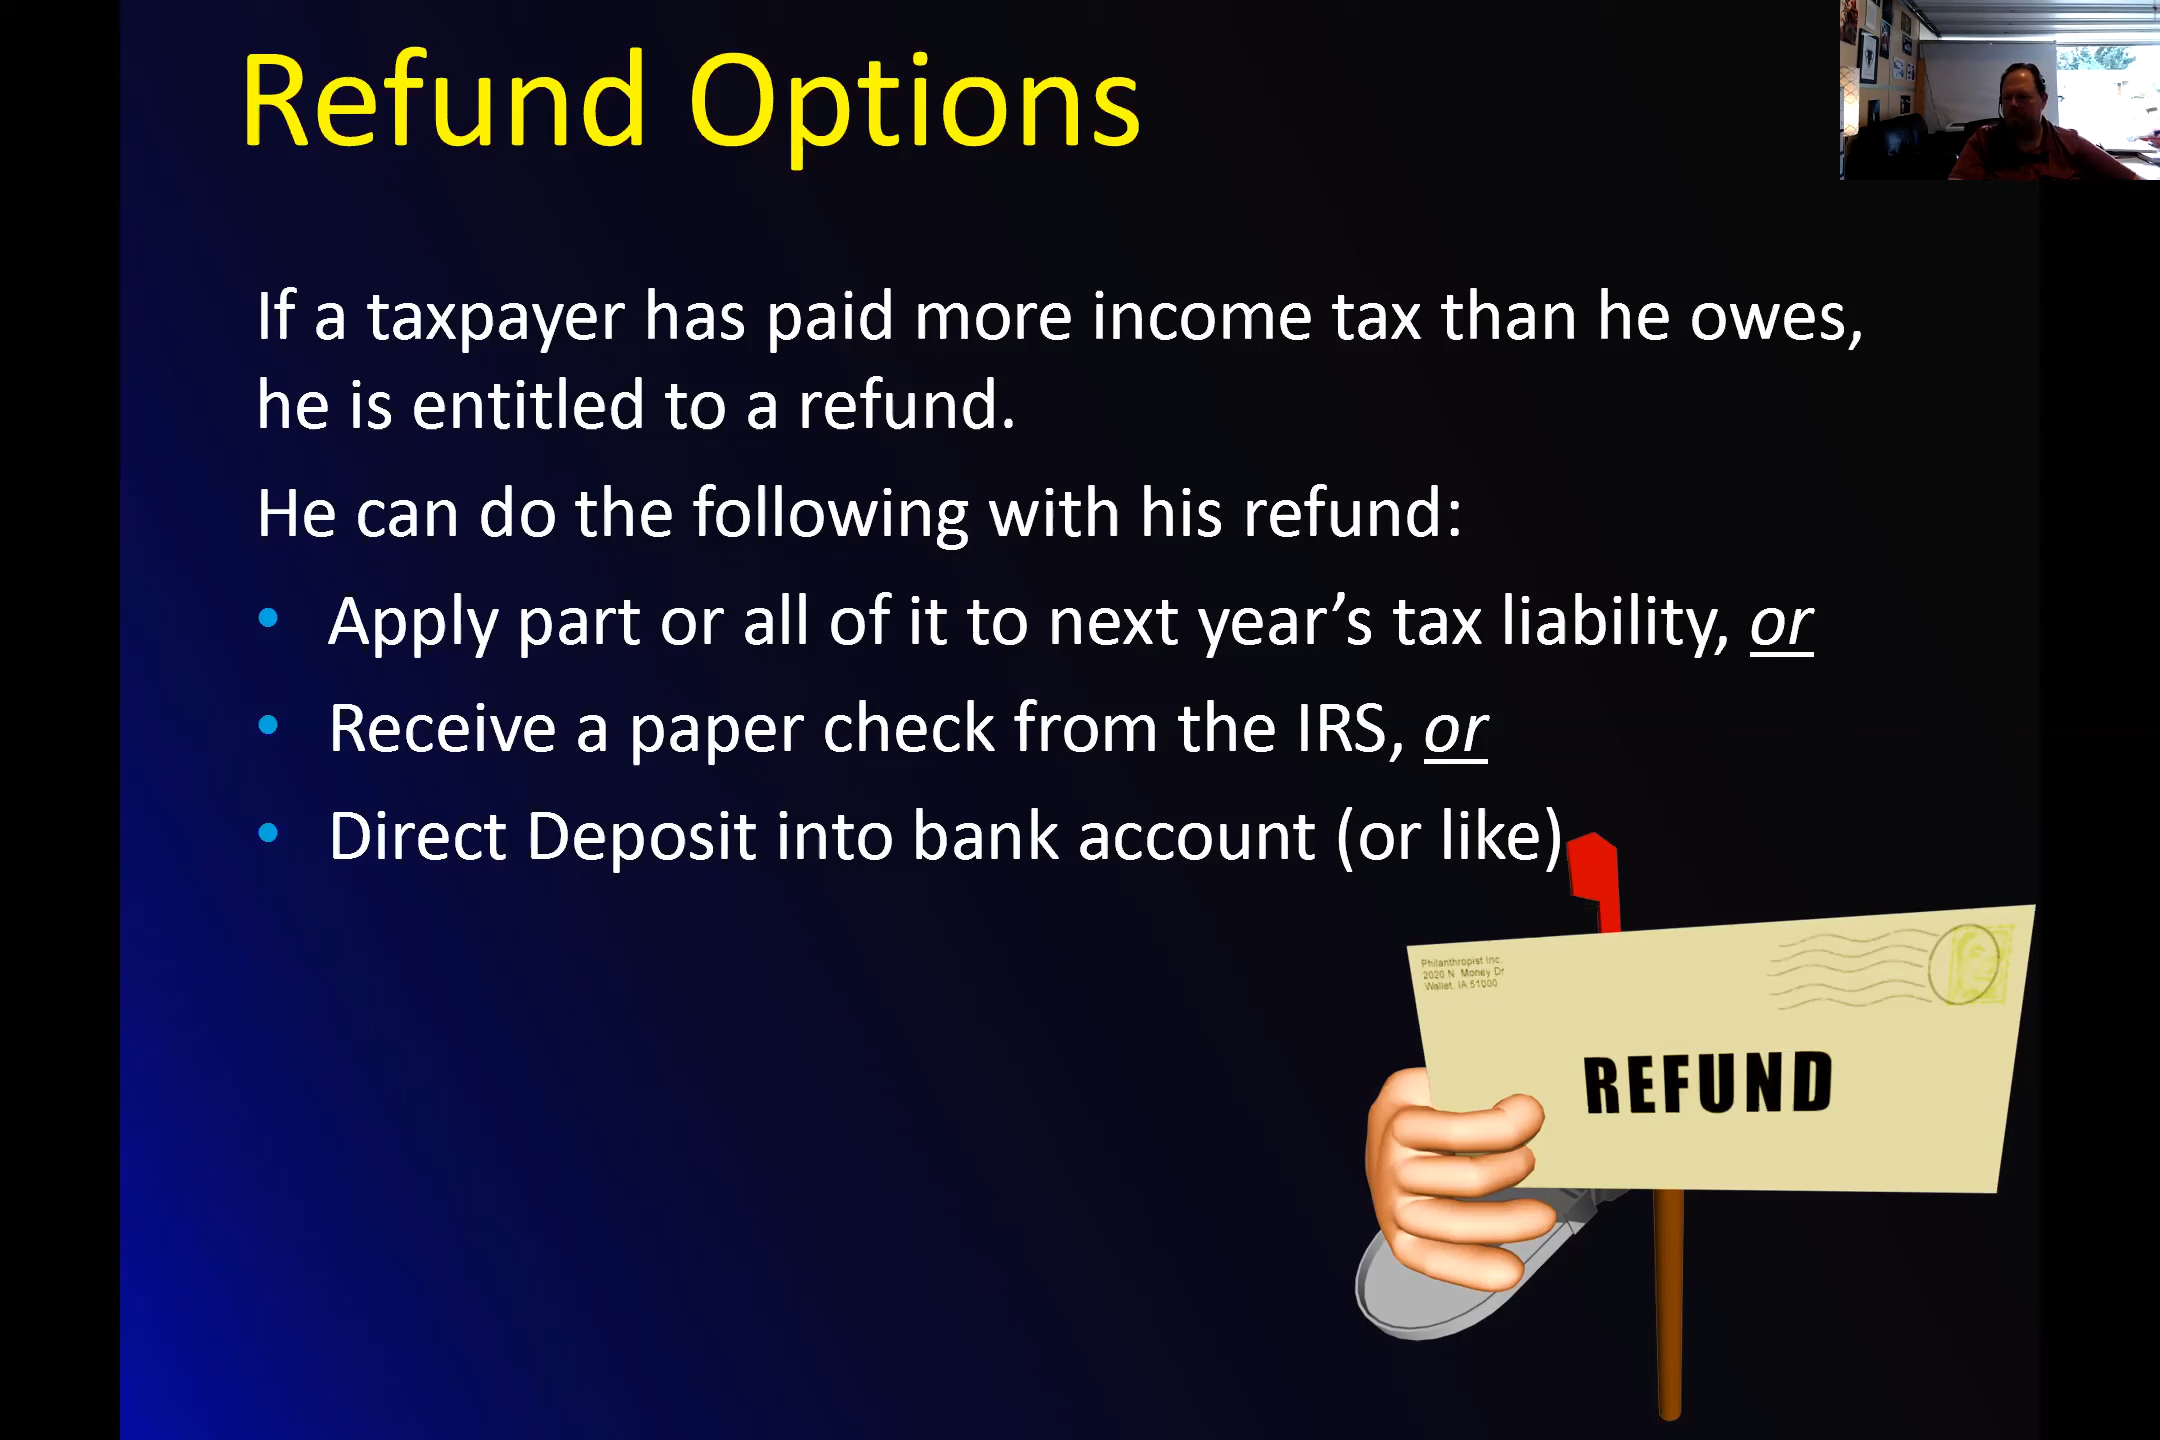 Refund Options
If a taxpayer has paid more income tax than he owes,
he is entitled to a refund.
He can do the following with his refund:
• Apply part or all of it to next year’s tax liability, or
• Receive a paper check from the IRS, or
• Direct Deposit into bank account (or like)
Philanthropist Inc.
2020 N. Money Dr
Wallet, IA 51000
REFUND